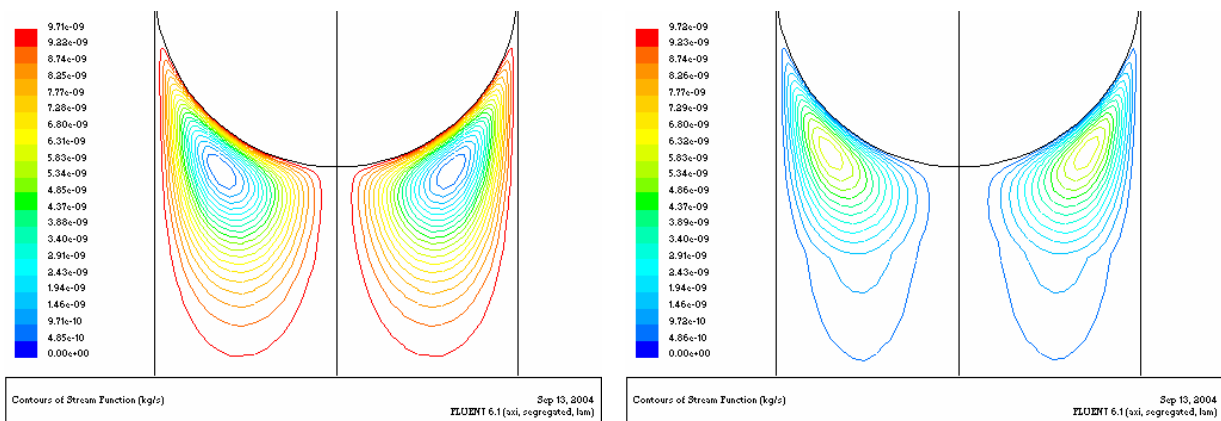 9.71e-09
9.22e-09
8.74e-09
8.25e-09
7.77e-09
7.28e-09
6.80e-09
6.31e-09
5.83e-09
5.34e-09
4.85e-09
4.37e-09
3.88e-09
3.40e-09
2.91e-09
2.43e-09
1.94e-09
1.46e-09
9.71e-10
4.85e-10
0.00e+00
Contours of Stream Function (kg/s)
Sep 13, 2004
FLUENT 6.1 (axi, segregated, lam)
9.72e-09
9.23e-09
8.74e-09
8.26e-09
7.77e-09
7.29e-09
6.80e-09
6.32e-09
5.83e-09
5.34e-09
4.86e-09
4.37e-09
3.89e-09
3.40e-09
2.91e-09
2.43e-09
1.94e-09
1.46e-09
9.72e-10
4.86e-10
0.00e+00
Contours of Stream Function (kg/s)
Sep 13, 2004
FLUENT 6.1 (axi, segregated, lam)